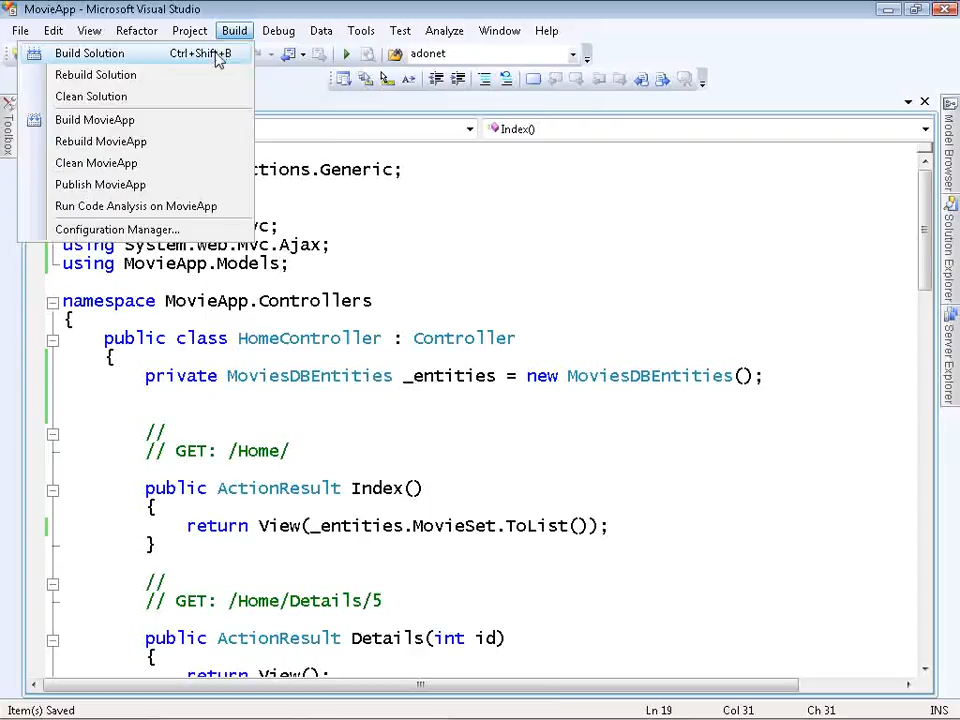 MovieApp - Microsoft Visual Studio
File Edit View Refactor Project Build Debug Data Tools Test Analyze Window Help
Build Solution Ctrl+Shift+B
adonet
Rebuild Solution
Clean Solution
Build MovieApp
Rebuild MovieApp
Clean MovieApp
Publish MovieApp
Run Code Analysis on MovieApp
Configuration Manager...
Toolbox
Index()
Model Browser
Solution Explorer
Server Explorer
ctions.Generic;
vc;
using System.Web.Mvc.Ajax;
using MovieApp.Models;
namespace MovieApp.Controllers
{
public class HomeController : Controller
{
private MoviesDBEntities _entities = new MoviesDBEntities();
//
// GET: /Home/
public ActionResult Index()
{
return View(_entities.MovieSet.ToList());
}
//
// GET: /Home/Details/5
public ActionResult Details(int id)
{
return View();
Item(s) Saved Ln 19 Col 31 Ch 31 INS